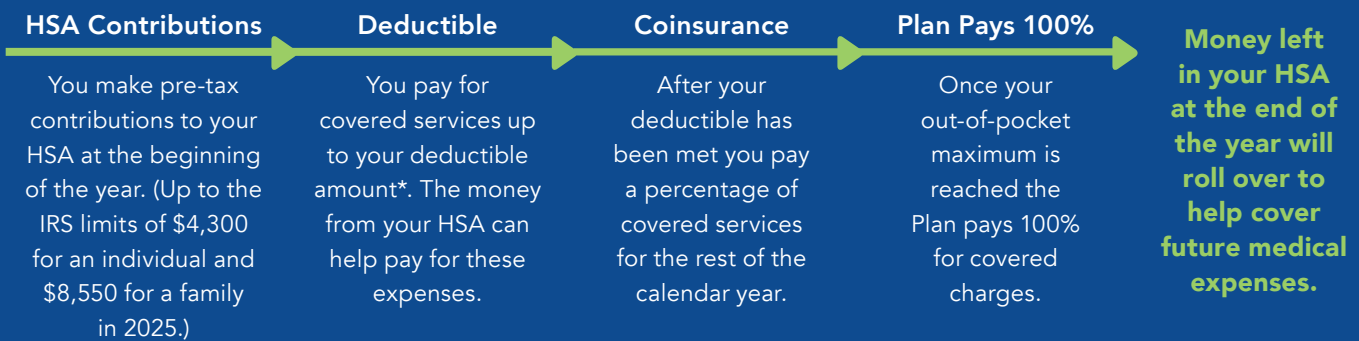 HSA Contributions
You make pre-tax
contributions to your
HSA at the beginning
of the year. (Up to the
IRS limits of $4,300
for an individual and
$8,550 for a family
in 2025.)
Deductible
You pay for
covered services up
to your deductible
amount*. The money
from your HSA can
help pay for these
expenses.
Coinsurance
After your
deductible has
been met you pay
a percentage of
covered services
for the rest of the
calendar year.
Plan Pays 100%
Once your
out-of-pocket
maximum is
reached the
Plan pays 100%
for covered
charges.
Money left
in your HSA
at the end of
the year will
roll over to
help cover
future medical
expenses.